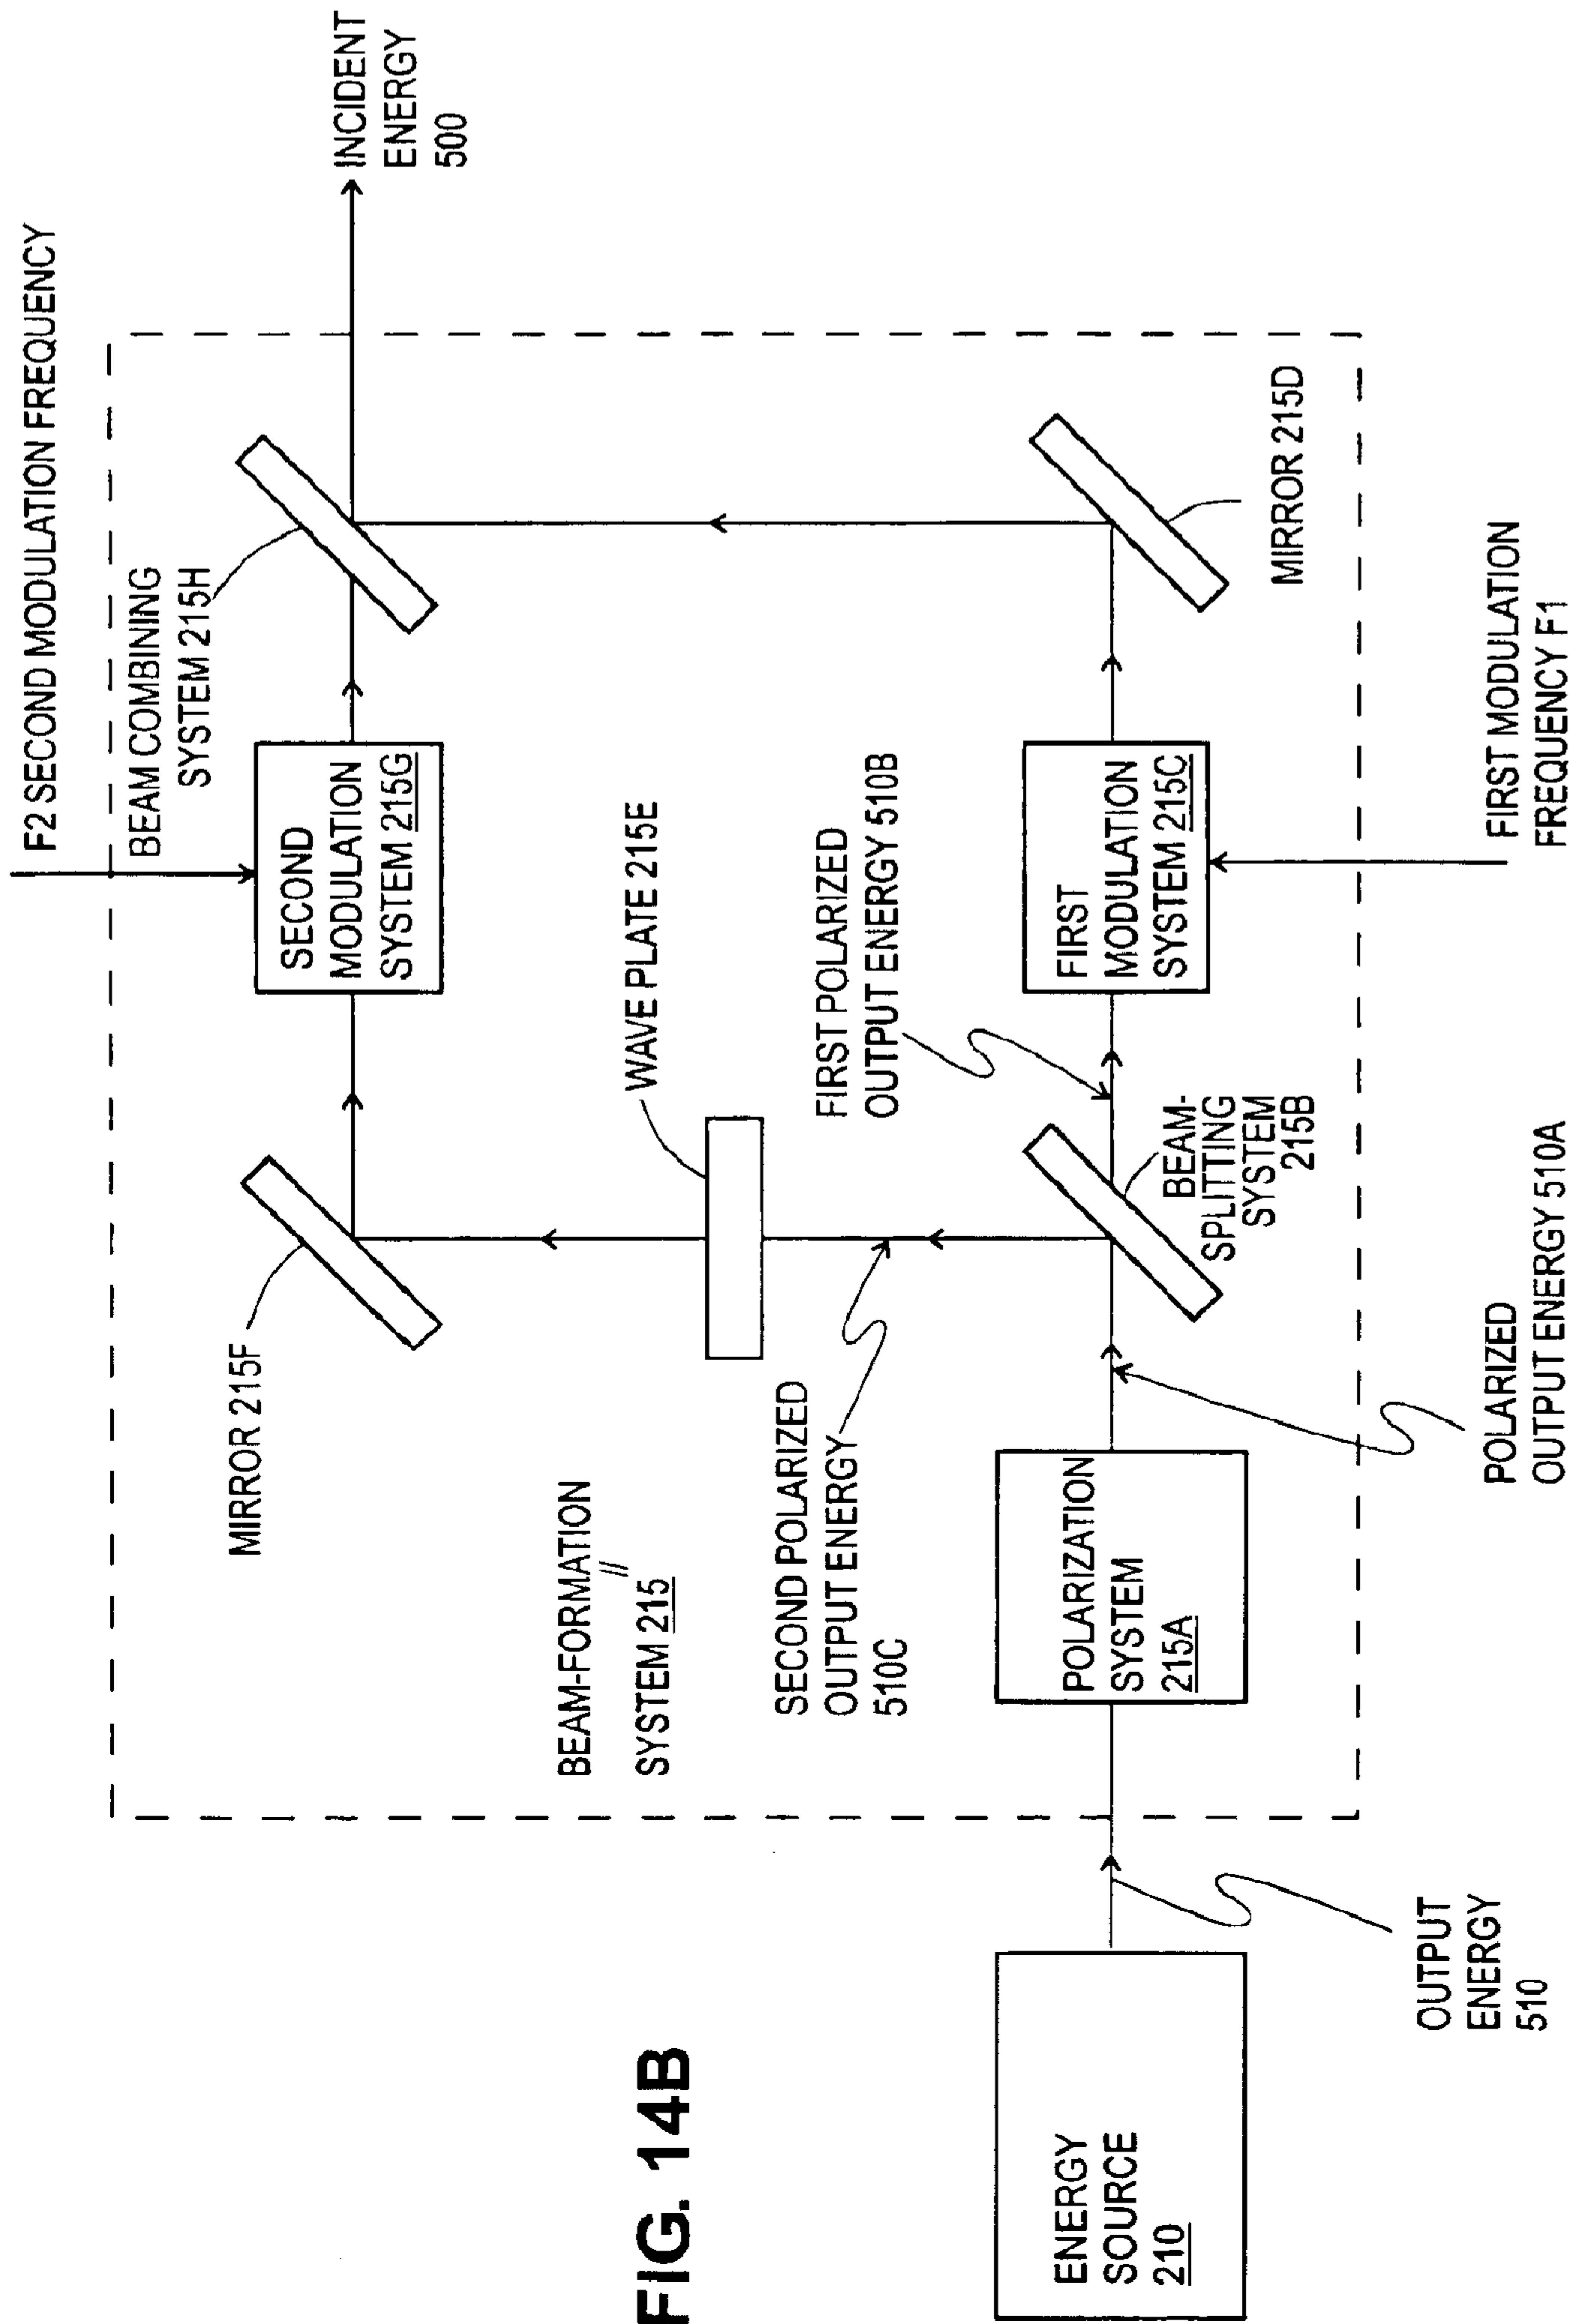 F2 SECOND MODULATION FREQUENCY
BEAM COMBINING
SYSTEM 215H
INCIDENT
ENERGY
500
SECOND
MODULATION
SYSTEM 215G
MIRROR 215F
WAVE PLATE 215E
BEAM-FORMATION
SYSTEM 215
SECOND POLARIZED
OUTPUT ENERGY
510C
FIRST POLARIZED
OUTPUT ENERGY 510B
FIRST
MODULATION
SYSTEM 215C
MIRROR 215D
FIRST MODULATION
FREQUENCY F1
BEAM-
SPLITTING
SYSTEM
215B
POLARIZATION
SYSTEM
215A
POLARIZED
OUTPUT ENERGY 510A
ENERGY
SOURCE
210
OUTPUT
ENERGY
510
FIG. 14B